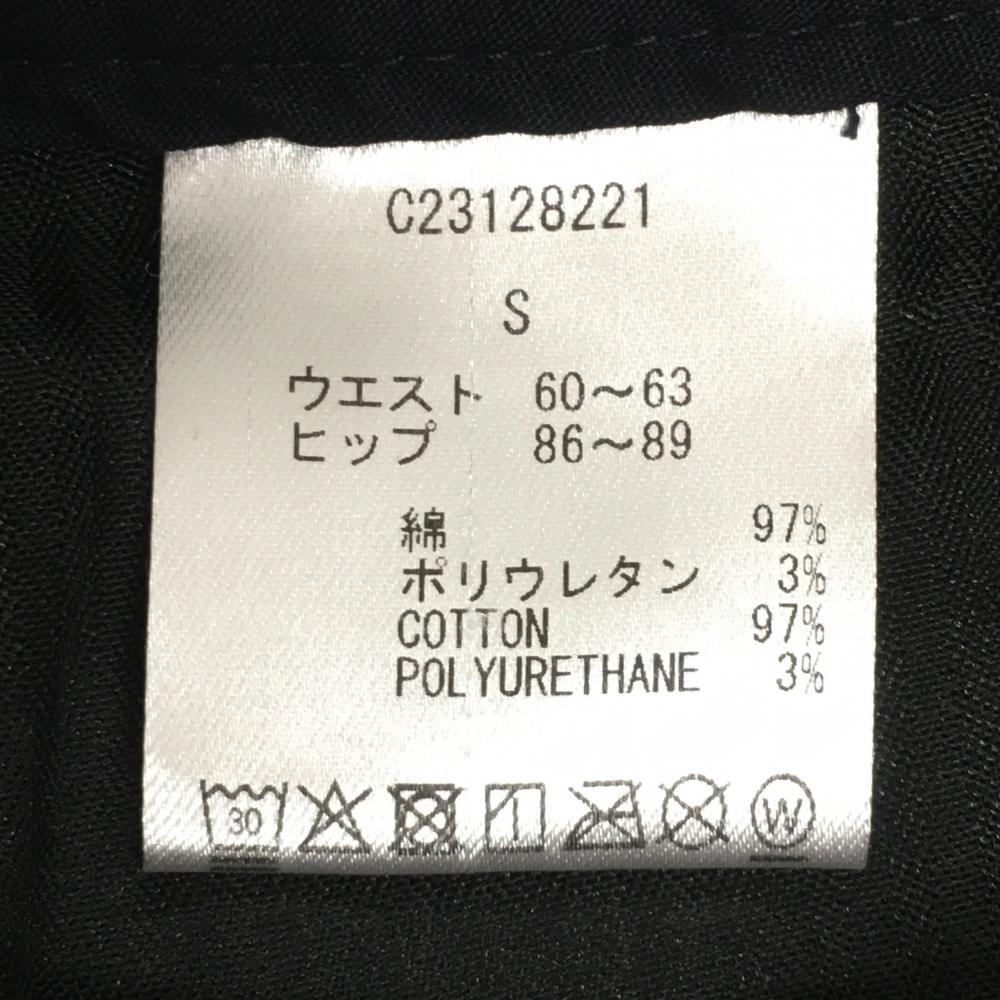 C23128221
S
ウエスト 60～63
ヒップ 86～89
綿 97%
ポリウレタン 3%
COTTON 97%
POLYURETHANE 3%
30 W